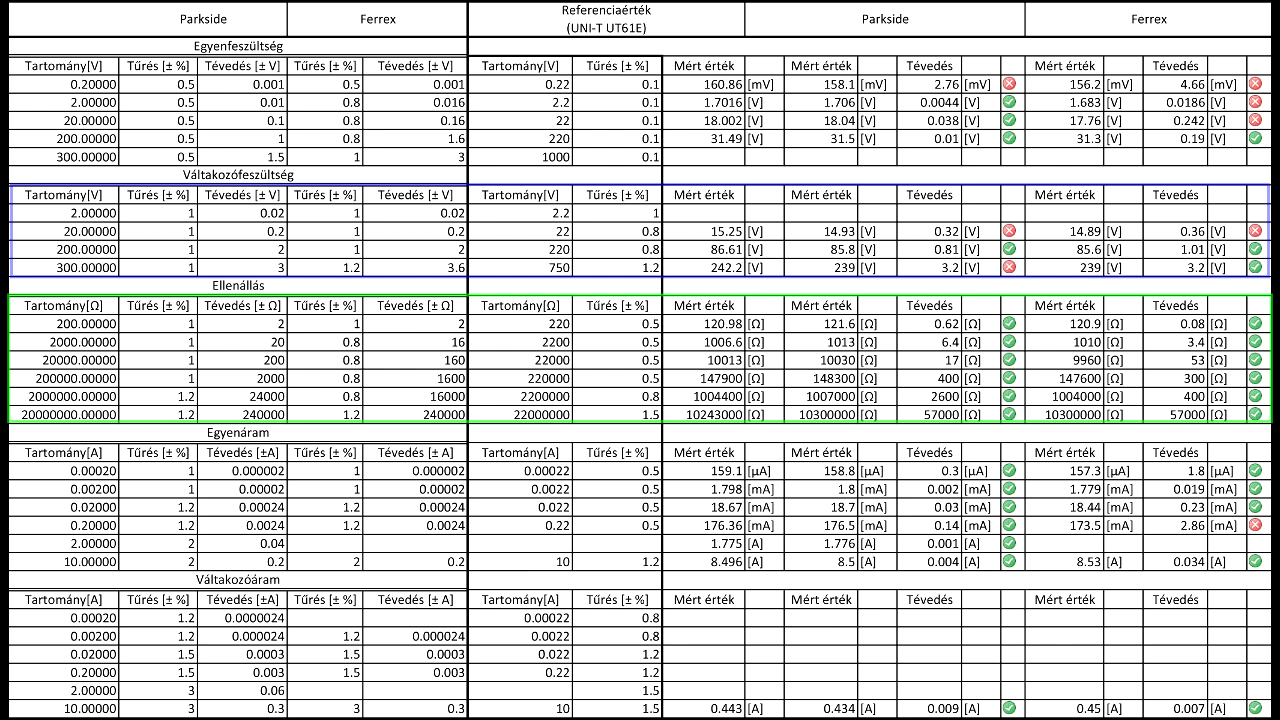 Parkside Ferrex Referenciaérték (UNI-T UT61E) Parkside Ferrex
Egyenfeszültség
Tartomány[V] Tűrés [± %] Tévedés [± V] Tűrés [± %] Tévedés [± V] Tartomány[V] Tűrés [± %] Mért érték Mért érték Tévedés Mért érték Tévedés
0.20000 0.5 0.001 0.5 0.001 0.22 0.1 160.86 [mV] 158.1 [mV] 2.76 [mV] 156.2 [mV] 4.66 [mV]
2.00000 0.5 0.01 0.8 0.016 2.2 0.1 1.7016 [V] 1.706 [V] 0.0044 [V] 1.683 [V] 0.0186 [V]
20.00000 0.5 0.1 0.8 0.16 22 0.1 18.002 [V] 18.04 [V] 0.038 [V] 17.76 [V] 0.242 [V]
200.00000 0.5 1 0.8 1.6 220 0.1 31.49 [V] 31.5 [V] 0.01 [V] 31.3 [V] 0.19 [V]
300.00000 0.5 1.5 1 3 1000 0.1
Váltakozófeszültség
Tartomány[V] Tűrés [± %] Tévedés [± V] Tűrés [± %] Tévedés [± V] Tartomány[V] Tűrés [± %] Mért érték Mért érték Tévedés Mért érték Tévedés
2.00000 1 0.02 1 0.02 2.2 1
20.00000 1 0.2 1 0.2 22 0.8 15.25 [V] 14.93 [V] 0.32 [V] 14.89 [V] 0.36 [V]
200.00000 1 2 1 2 220 0.8 86.61 [V] 85.8 [V] 0.81 [V] 85.6 [V] 1.01 [V]
300.00000 1 3 1.2 3.6 750 1.2 242.2 [V] 239 [V] 3.2 [V] 239 [V] 3.2 [V]
Ellenállás
Tartomány[Ω] Tűrés [± %] Tévedés [± Ω] Tűrés [± %] Tévedés [± Ω] Tartomány[Ω] Tűrés [± %] Mért érték Mért érték Tévedés Mért érték Tévedés
200.00000 1 2 1 2 220 0.5 120.98 [Ω] 121.6 [Ω] 0.62 [Ω] 120.9 [Ω] 0.08 [Ω]
2000.00000 1 20 0.8 16 2200 0.5 1006.6 [Ω] 1013 [Ω] 6.4 [Ω] 1010 [Ω] 3.4 [Ω]
20000.00000 1 200 0.8 160 22000 0.5 10013 [Ω] 10030 [Ω] 17 [Ω] 9960 [Ω] 53 [Ω]
200000.00000 1 2000 0.8 1600 220000 0.5 147900 [Ω] 148300 [Ω] 400 [Ω] 147600 [Ω] 300 [Ω]
2000000.00000 1.2 24000 0.8 16000 2200000 0.8 1004400 [Ω] 1007000 [Ω] 2600 [Ω] 1004000 [Ω] 400 [Ω]
20000000.00000 1.2 240000 1.2 240000 22000000 1.5 10243000 [Ω] 10300000 [Ω] 57000 [Ω] 10300000 [Ω] 57000 [Ω]
Egyenáram
Tartomány[A] Tűrés [± %] Tévedés [±A] Tűrés [± %] Tévedés [± A] Tartomány[A] Tűrés [± %] Mért érték Mért érték Tévedés Mért érték Tévedés
0.00020 1 0.000002 1 0.000002 0.00022 0.5 159.1 [µA] 158.8 [µA] 0.3 [µA] 157.3 [µA] 1.8 [µA]
0.00200 1 0.00002 1 0.00002 0.0022 0.5 1.798 [mA] 1.8 [mA] 0.002 [mA] 1.779 [mA] 0.019 [mA]
0.02000 1.2 0.00024 1.2 0.00024 0.022 0.5 18.67 [mA] 18.7 [mA] 0.03 [mA] 18.44 [mA] 0.23 [mA]
0.20000 1.2 0.0024 1.2 0.0024 0.22 0.5 176.36 [mA] 176.5 [mA] 0.14 [mA] 173.5 [mA] 2.86 [mA]
2.00000 2 0.04 1.775 [A] 1.776 [A] 0.001 [A]
10.00000 2 0.2 2 0.2 10 1.2 8.496 [A] 8.5 [A] 0.004 [A] 8.53 [A] 0.034 [A]
Váltakozóáram
Tartomány[A] Tűrés [± %] Tévedés [±A] Tűrés [± %] Tévedés [± A] Tartomány[A] Tűrés [± %] Mért érték Mért érték Tévedés Mért érték Tévedés
0.00020 1.2 0.0000024 0.00022 0.8
0.00200 1.2 0.000024 1.2 0.000024 0.0022 0.8
0.02000 1.5 0.0003 1.5 0.0003 0.022 1.2
0.20000 1.5 0.003 1.5 0.003 0.22 1.2
2.00000 3 0.06 1.5
10.00000 3 0.3 3 0.3 10 1.5 0.443 [A] 0.434 [A] 0.009 [A] 0.45 [A] 0.007 [A]